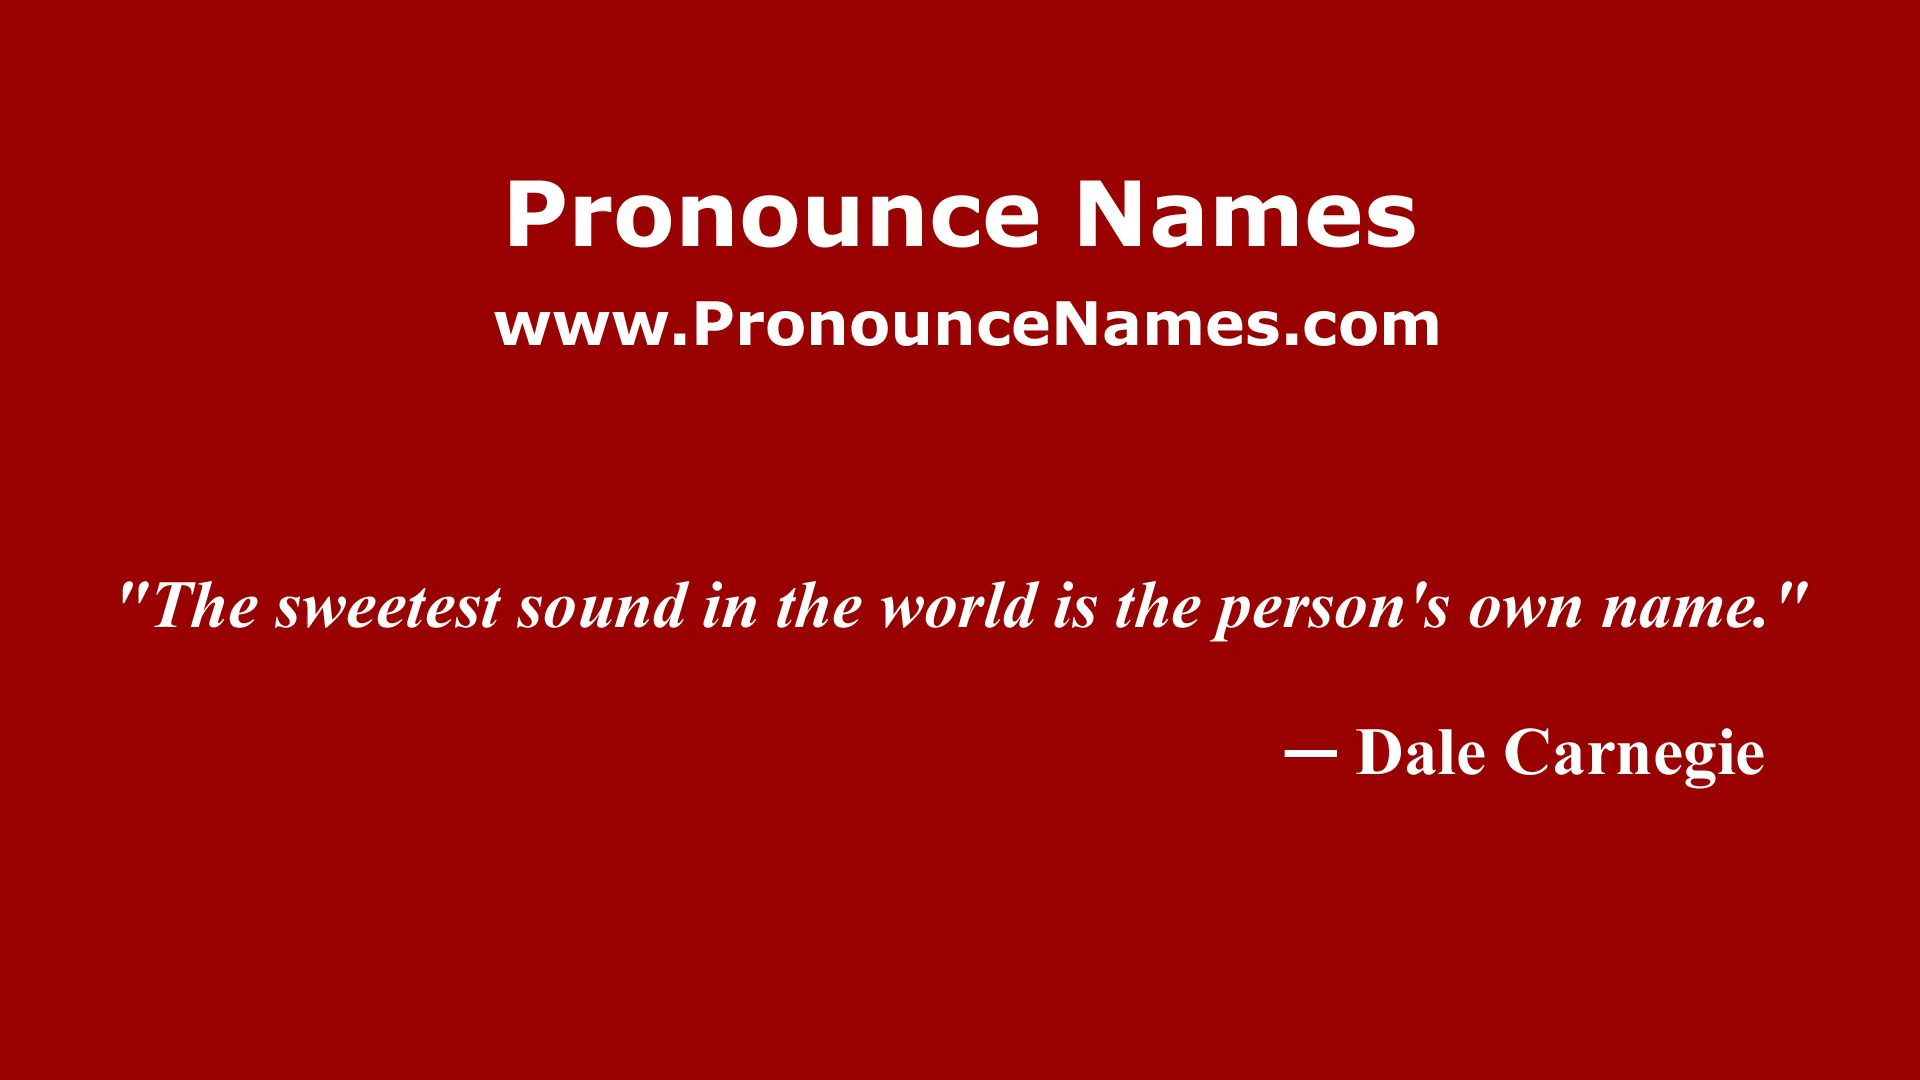 Pronounce Names
www.PronounceNames.com
"The sweetest sound in the world is the person's own name."
— Dale Carnegie